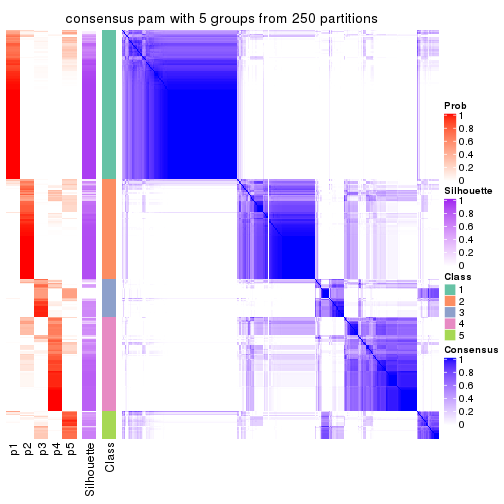 consensus pam with 5 groups from 250 partitions
Prob
1
0.8
0.6
0.4
0.2
0
Silhouette
1
0.8
0.6
0.4
0.2
0
Class
1
2
3
4
5
Consensus
1
0.8
0.6
0.4
0.2
0
p1
p2
p3
p4
p5
Silhouette
Class